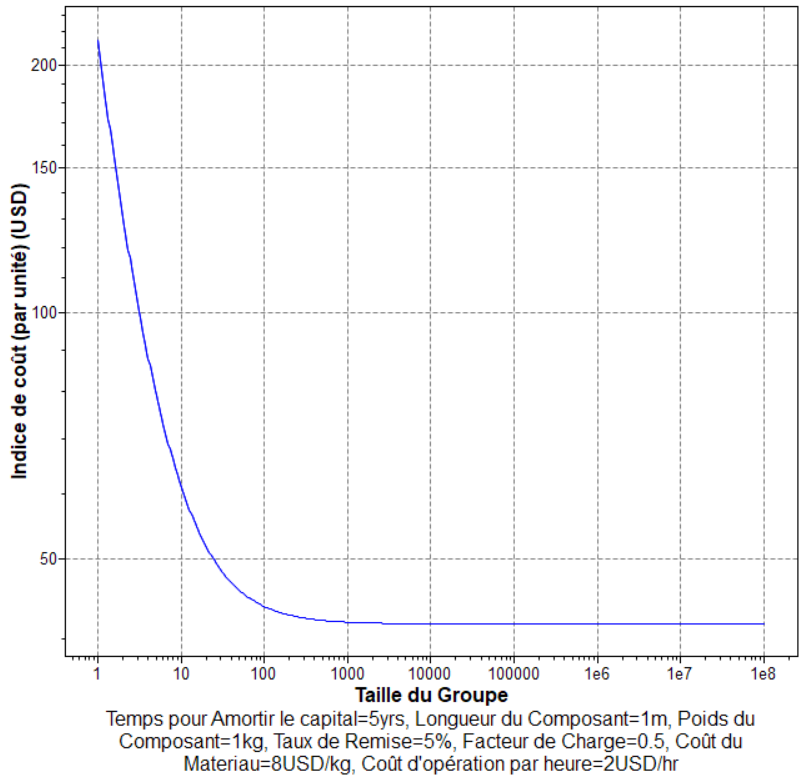 Indice de coût (par unité) (USD)
200
150
100
50
1
10
100
1000
10000
100000
1e6
1e7
1e8
Taille du Groupe
Temps pour Amortir le capital=5yrs, Longueur du Composant=1m, Poids du
Composant=1kg, Taux de Remise=5%, Facteur de Charge=0.5, Coût du
Materiau=8USD/kg, Coût d'opération par heure=2USD/hr